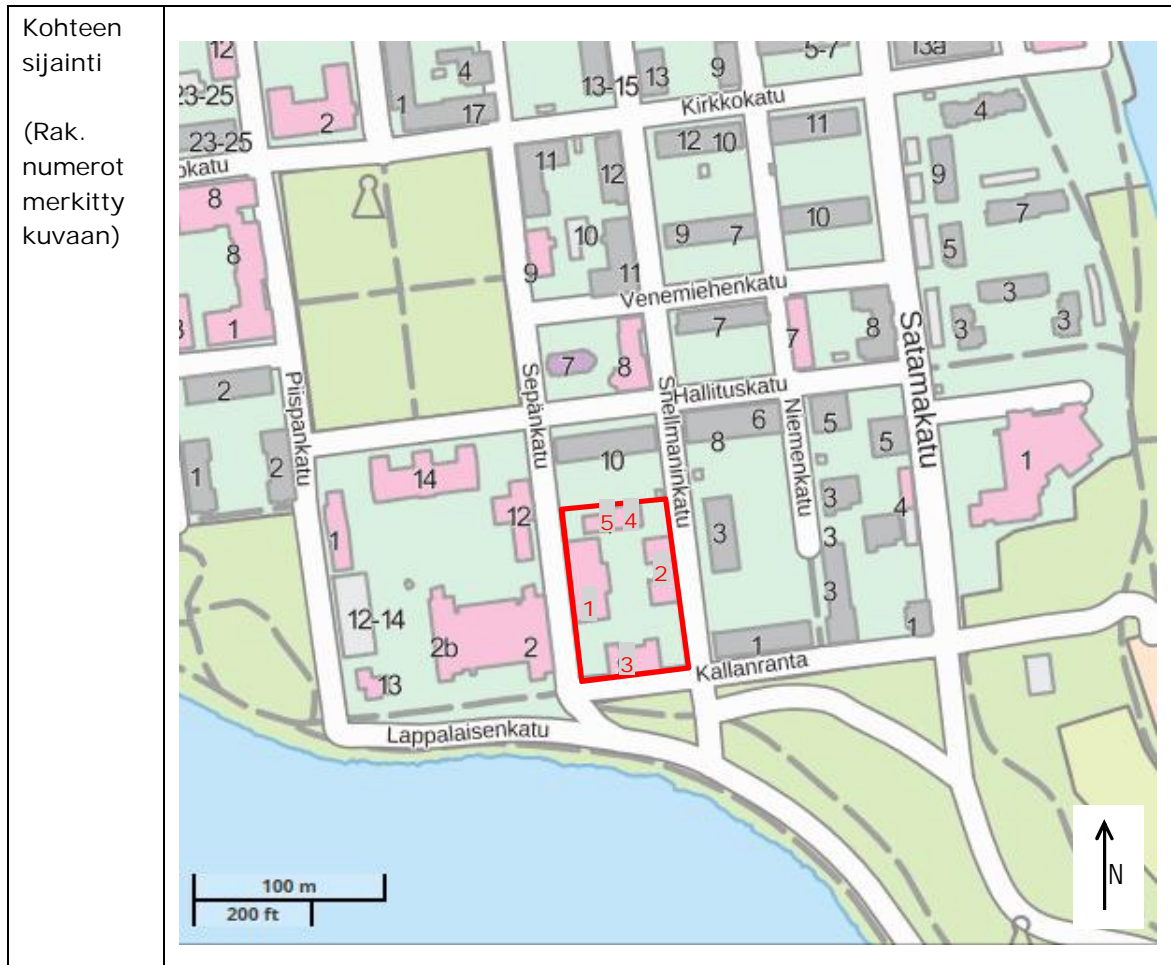 Kohteen
sijainti
(Rak.
numerot
merkitty
kuvaan)
12
4
13-15
13
9
5-7
13a
23-25
2
1
17
Kirkkokatu
4
23-25
12 10
11
okatu
11
12
9
8
10
7
8
9
9 7
10
5
11
Venemiehenkatu
3
3
1
7
7
8
3
3
7
8
Satamakatu
Sepänkatu
Snellmaninkatu
Hallituskatu
2
Piispankatu
6
Niemenkatu
5
8
5
1
10
1
2
14
12
5 4
3
3
4
1
3
2
1
3
12-14
2b
2
1
1
3
Kallanranta
13
Lappalaisenkatu
100 m
200 ft
N